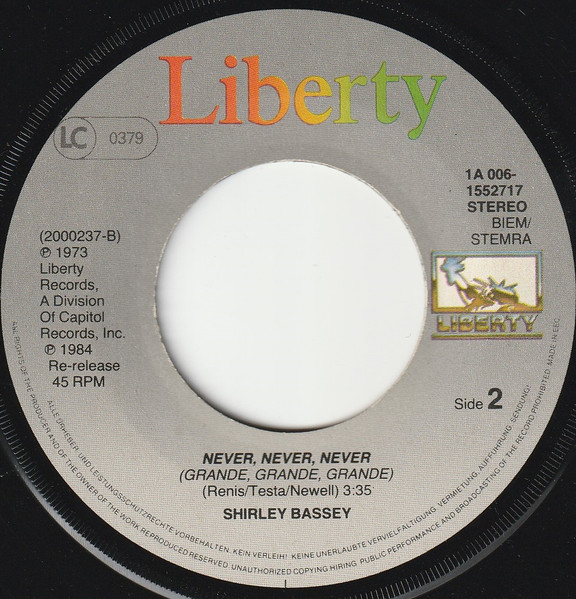 Liberty
LC 0379
1A 006-
1552717
STEREO
BIEM/
STEMRA
(2000237-B)
℗ 1973
Liberty
Records,
A Division
Of Capitol
Records, Inc.
℗ 1984
Re-release
45 RPM
LIBERTY
Side 2
NEVER, NEVER, NEVER
(GRANDE, GRANDE, GRANDE)
(Renis/Testa/Newell) 3:35
SHIRLEY BASSEY
ALLE URHEBER- UND LEISTUNGSSCHUTZRECHTE VORBEHALTEN. KEIN VERLEIH! KEINE UNERLAUBTE VERVIELFÄLTIGUNG, VERMIETUNG, AUFFÜHRUNG, SENDUNG!
ALL RIGHTS OF THE PRODUCER AND OF THE OWNER OF THE WORK REPRODUCED RESERVED. UNAUTHORIZED COPYING HIRING, PUBLIC PERFORMANCE AND BROADCASTING OF THE RECORD PROHIBITED. MADE IN EEC.